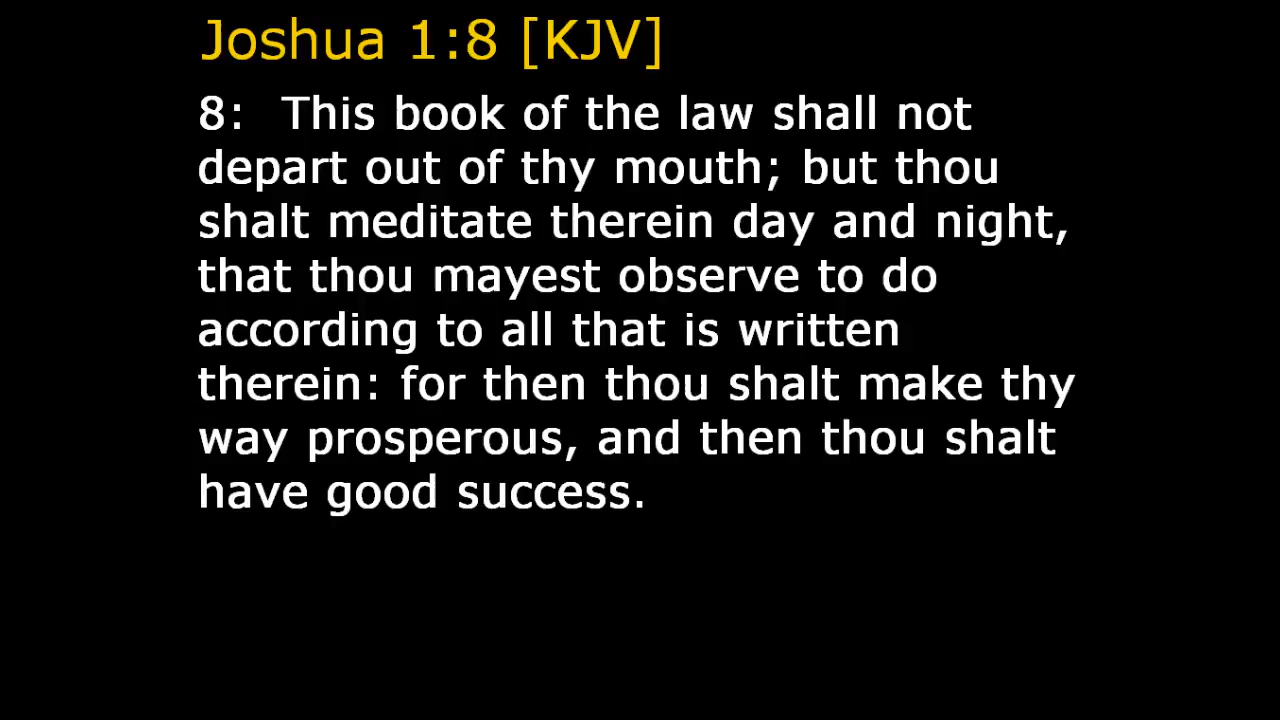 Joshua 1:8 [KJV]
8:  This book of the law shall not
depart out of thy mouth; but thou
shalt meditate therein day and night,
that thou mayest observe to do
according to all that is written
therein: for then thou shalt make thy
way prosperous, and then thou shalt
have good success.